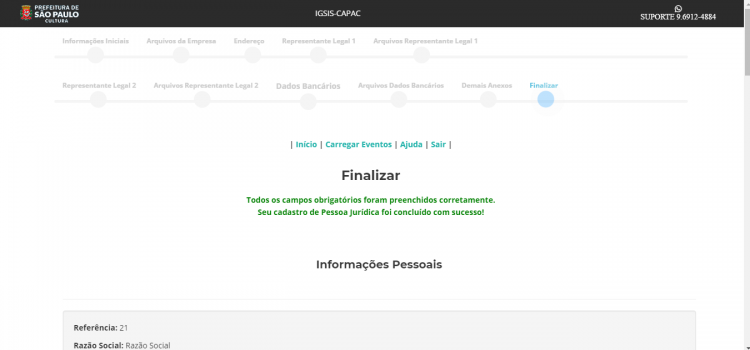 PREFEITURA DE
SÃO PAULO
CULTURA
IGSIS-CAPAC
SUPORTE 9.6912-4884
Informações Iniciais
Arquivos da Empresa
Endereço
Representante Legal 1
Arquivos Representante Legal 1
Representante Legal 2
Arquivos Representante Legal 2
Dados Bancários
Arquivos Dados Bancários
Demais Anexos
Finalizar
| Início | Carregar Eventos | Ajuda | Sair |
Finalizar
Todos os campos obrigatórios foram preenchidos corretamente.
Seu cadastro de Pessoa Jurídica foi concluído com sucesso!
Informações Pessoais
Referência: 21
Razão Social: Razão Social